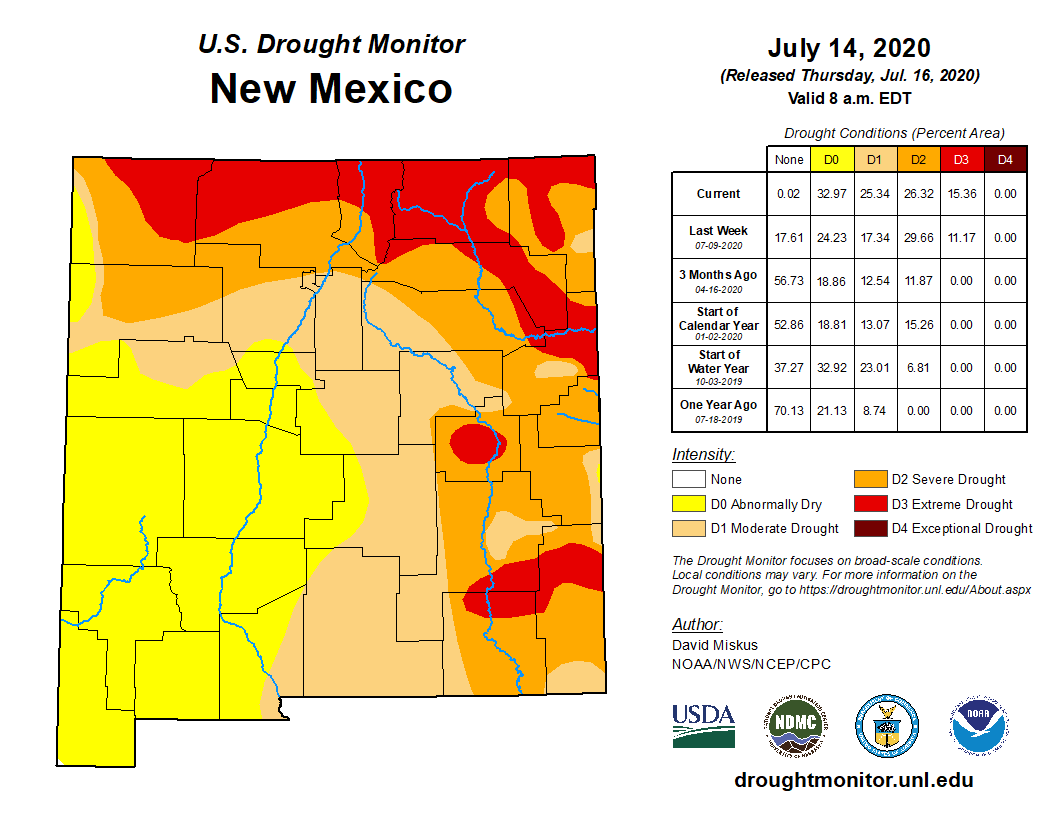 U.S. Drought Monitor
New Mexico
July 14, 2020
(Released Thursday, Jul. 16, 2020)
Valid 8 a.m. EDT
Drought Conditions (Percent Area)
None D0 D1 D2 D3 D4
Current 0.02 32.97 25.34 26.32 15.36 0.00
Last Week
07-09-2020 17.61 24.23 17.34 29.66 11.17 0.00
3 Months Ago
04-16-2020 56.73 18.86 12.54 11.87 0.00 0.00
Start of
Calendar Year
01-02-2020 52.86 18.81 13.07 15.26 0.00 0.00
Start of
Water Year
10-03-2019 37.27 32.92 23.01 6.81 0.00 0.00
One Year Ago
07-18-2019 70.13 21.13 8.74 0.00 0.00 0.00
Intensity:
None
D0 Abnormally Dry
D1 Moderate Drought
D2 Severe Drought
D3 Extreme Drought
D4 Exceptional Drought
The Drought Monitor focuses on broad-scale conditions.
Local conditions may vary. For more information on the
Drought Monitor, go to https://droughtmonitor.unl.edu/About.aspx
Author:
David Miskus
NOAA/NWS/NCEP/CPC
USDA
NDMC
NOAA
droughtmonitor.unl.edu